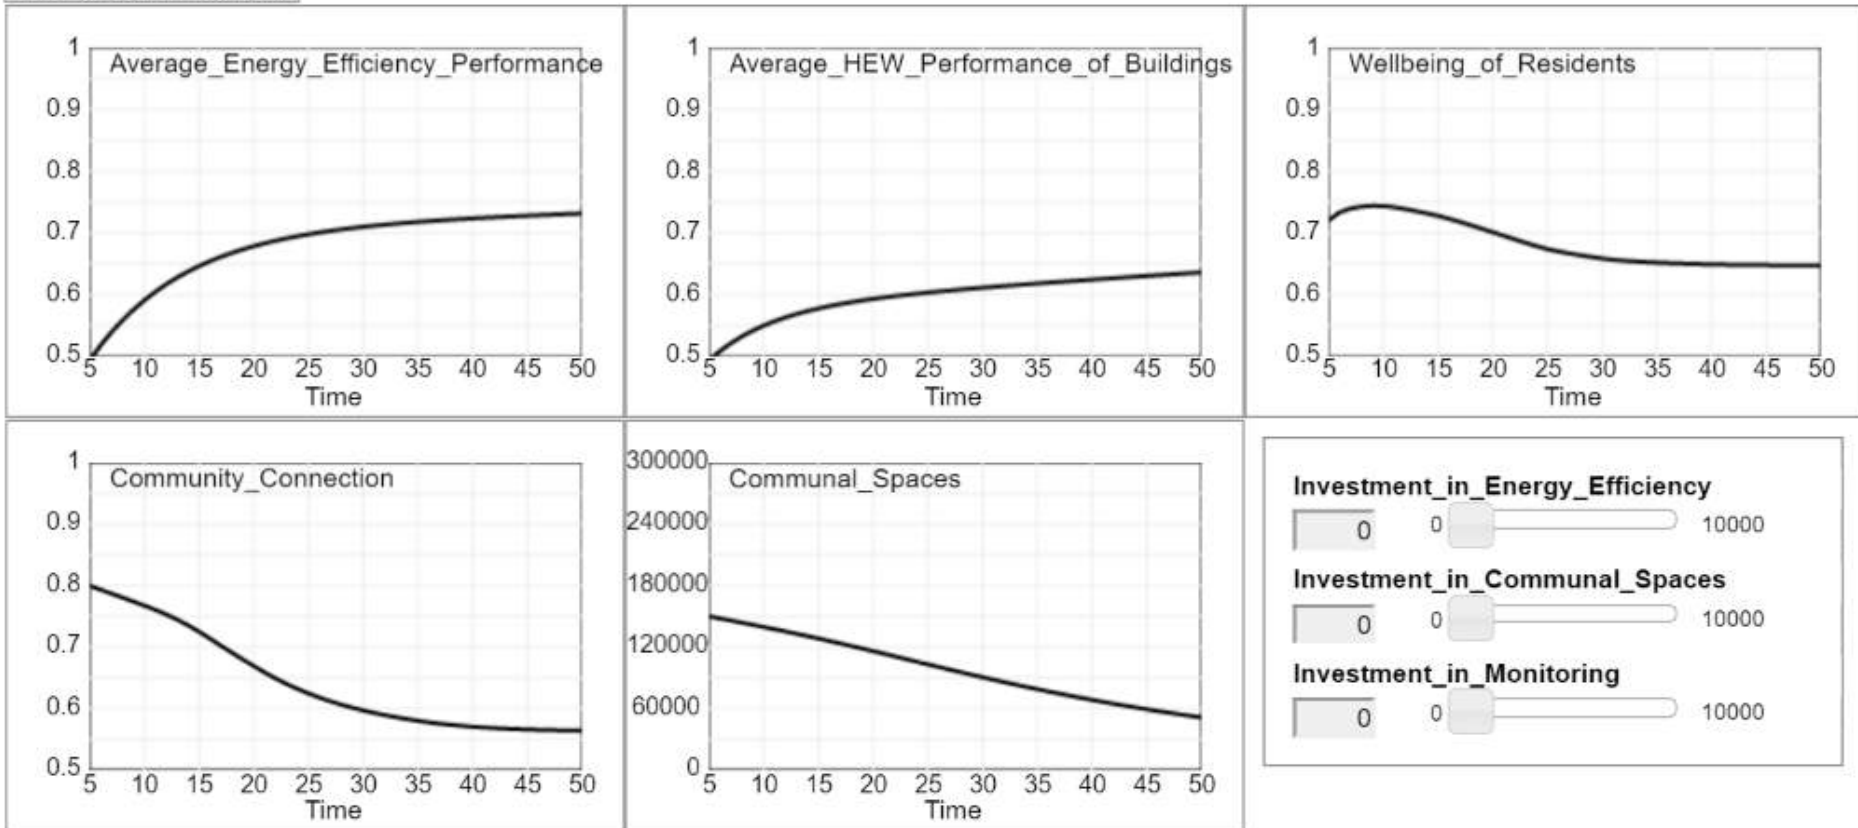 Average_Energy_Efficiency_Performance
1
0.9
0.8
0.7
0.6
0.5
5 10 15 20 25 30 35 40 45 50
Time
Average_HEW_Performance_of_Buildings
1
0.9
0.8
0.7
0.6
0.5
5 10 15 20 25 30 35 40 45 50
Time
Wellbeing_of_Residents
1
0.9
0.8
0.7
0.6
0.5
5 10 15 20 25 30 35 40 45 50
Time
Community_Connection
1
0.9
0.8
0.7
0.6
0.5
5 10 15 20 25 30 35 40 45 50
Time
Communal_Spaces
300000
240000
180000
120000
60000
0
5 10 15 20 25 30 35 40 45 50
Time
Investment_in_Energy_Efficiency
0 0 10000
Investment_in_Communal_Spaces
0 0 10000
Investment_in_Monitoring
0 0 10000